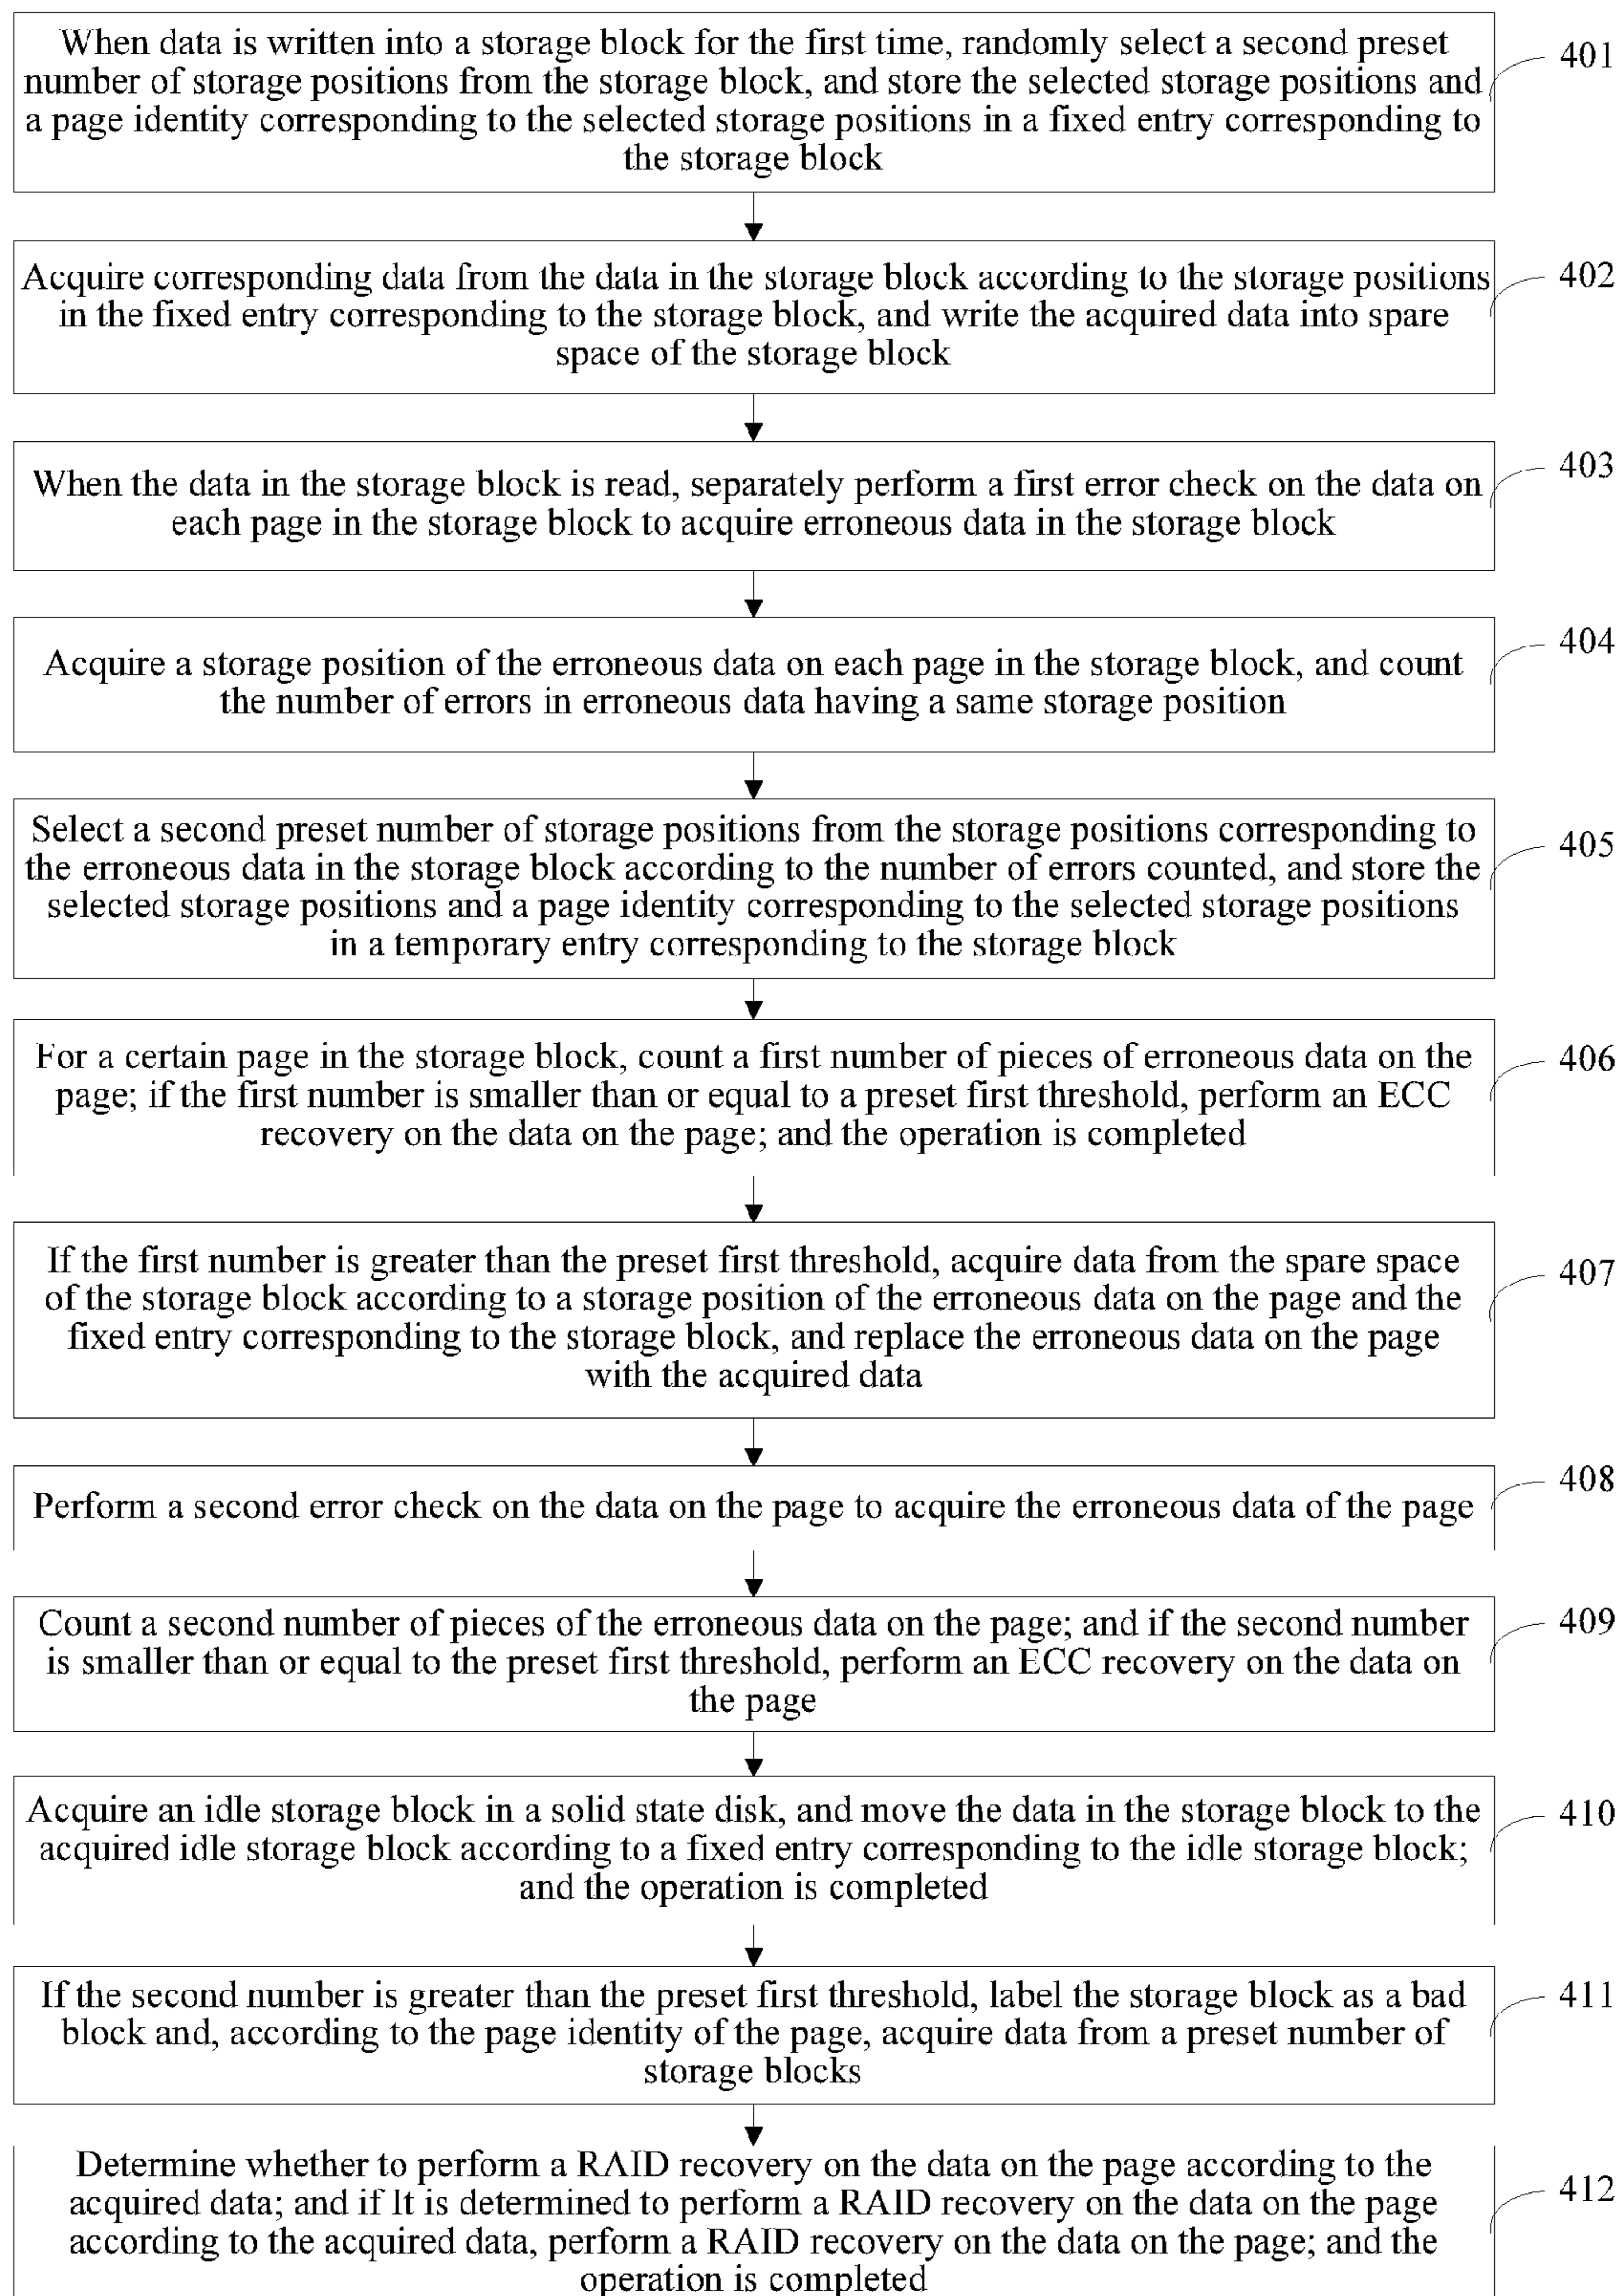 When data is written into a storage block for the first time, randomly select a second preset
number of storage positions from the storage block, and store the selected storage positions and
a page identity corresponding to the selected storage positions in a fixed entry corresponding to
the storage block
401
Acquire corresponding data from the data in the storage block according to the storage positions
in the fixed entry corresponding to the storage block, and write the acquired data into spare
space of the storage block
402
When the data in the storage block is read, separately perform a first error check on the data on
each page in the storage block to acquire erroneous data in the storage block
403
Acquire a storage position of the erroneous data on each page in the storage block, and count
the number of errors in erroneous data having a same storage position
404
Select a second preset number of storage positions from the storage positions corresponding to
the erroneous data in the storage block according to the number of errors counted, and store the
selected storage positions and a page identity corresponding to the selected storage positions
in a temporary entry corresponding to the storage block
405
For a certain page in the storage block, count a first number of pieces of erroneous data on the
page; if the first number is smaller than or equal to a preset first threshold, perform an ECC
recovery on the data on the page; and the operation is completed
406
If the first number is greater than the preset first threshold, acquire data from the spare space
of the storage block according to a storage position of the erroneous data on the page and the
fixed entry corresponding to the storage block, and replace the erroneous data on the page
with the acquired data
407
Perform a second error check on the data on the page to acquire the erroneous data of the page
408
Count a second number of pieces of the erroneous data on the page; and if the second number
is smaller than or equal to the preset first threshold, perform an ECC recovery on the data on
the page
409
Acquire an idle storage block in a solid state disk, and move the data in the storage block to the
acquired idle storage block according to a fixed entry corresponding to the idle storage block;
and the operation is completed
410
If the second number is greater than the preset first threshold, label the storage block as a bad
block and, according to the page identity of the page, acquire data from a preset number of
storage blocks
411
Determine whether to perform a RAID recovery on the data on the page according to the
acquired data; and if It is determined to perform a RAID recovery on the data on the page
according to the acquired data, perform a RAID recovery on the data on the page; and the
operation is completed
412